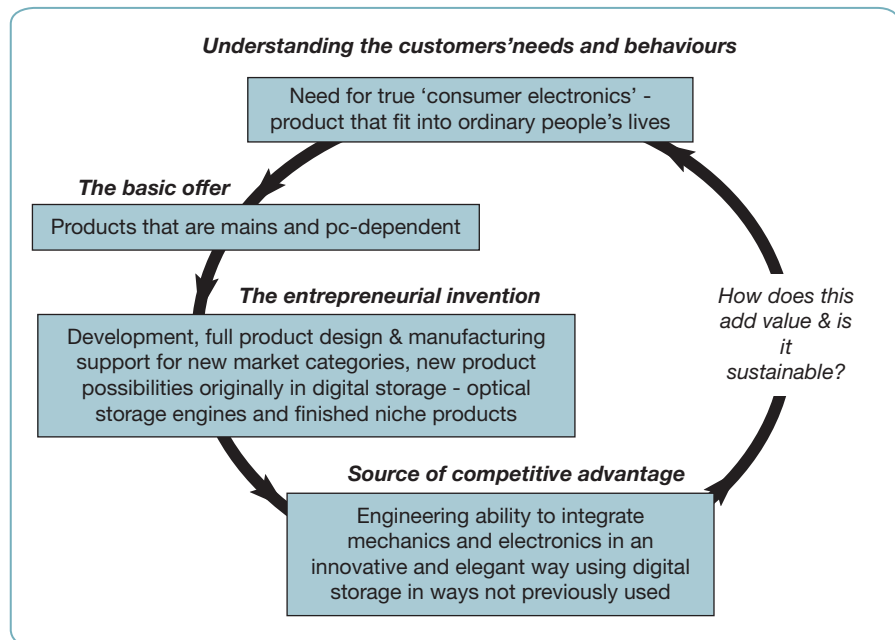 Understanding the customers'needs and behaviours
Need for true 'consumer electronics' -
product that fit into ordinary people's lives
The basic offer
Products that are mains and pc-dependent
The entrepreneurial invention
Development, full product design & manufacturing
support for new market categories, new product
possibilities originally in digital storage - optical
storage engines and finished niche products
How does this
add value & is
it
sustainable?
Source of competitive advantage
Engineering ability to integrate
mechanics and electronics in an
innovative and elegant way using digital
storage in ways not previously used